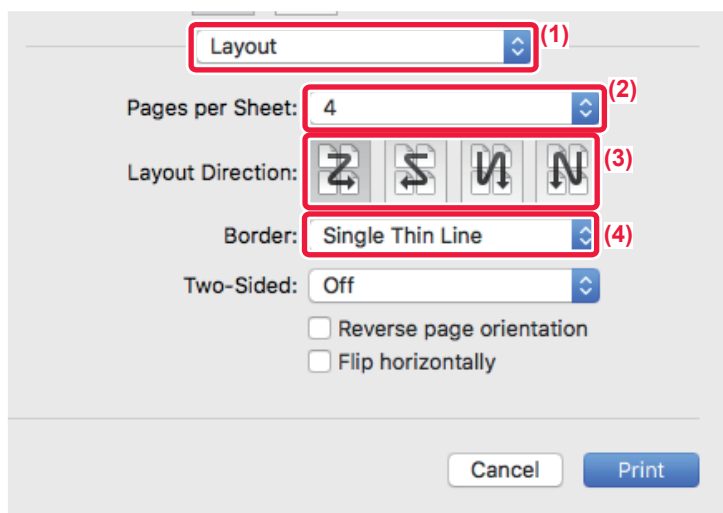 Layout (1)
Pages per Sheet: 4 (2)
Layout Direction: (3)
Border: Single Thin Line (4)
Two-Sided: Off
Reverse page orientation
Flip horizontally
Cancel Print